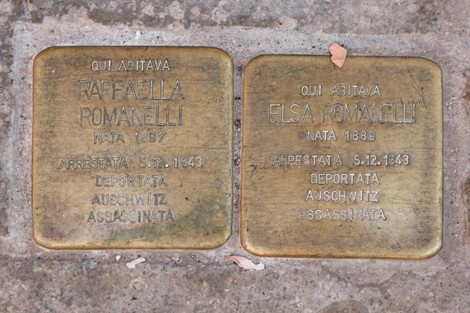 QUI ABITAVA
RAFFAELLA
ROMANELLI
NATA 1897
ARRESTATA 5.12.1943
DEPORTATA
AUSCHWITZ
ASSASSINATA
QUI ABITAVA
ELSA ROMANELLI
NATA 1889
ARRESTATA 5.12.1943
DEPORTATA
AUSCHWITZ
ASSASSINATA